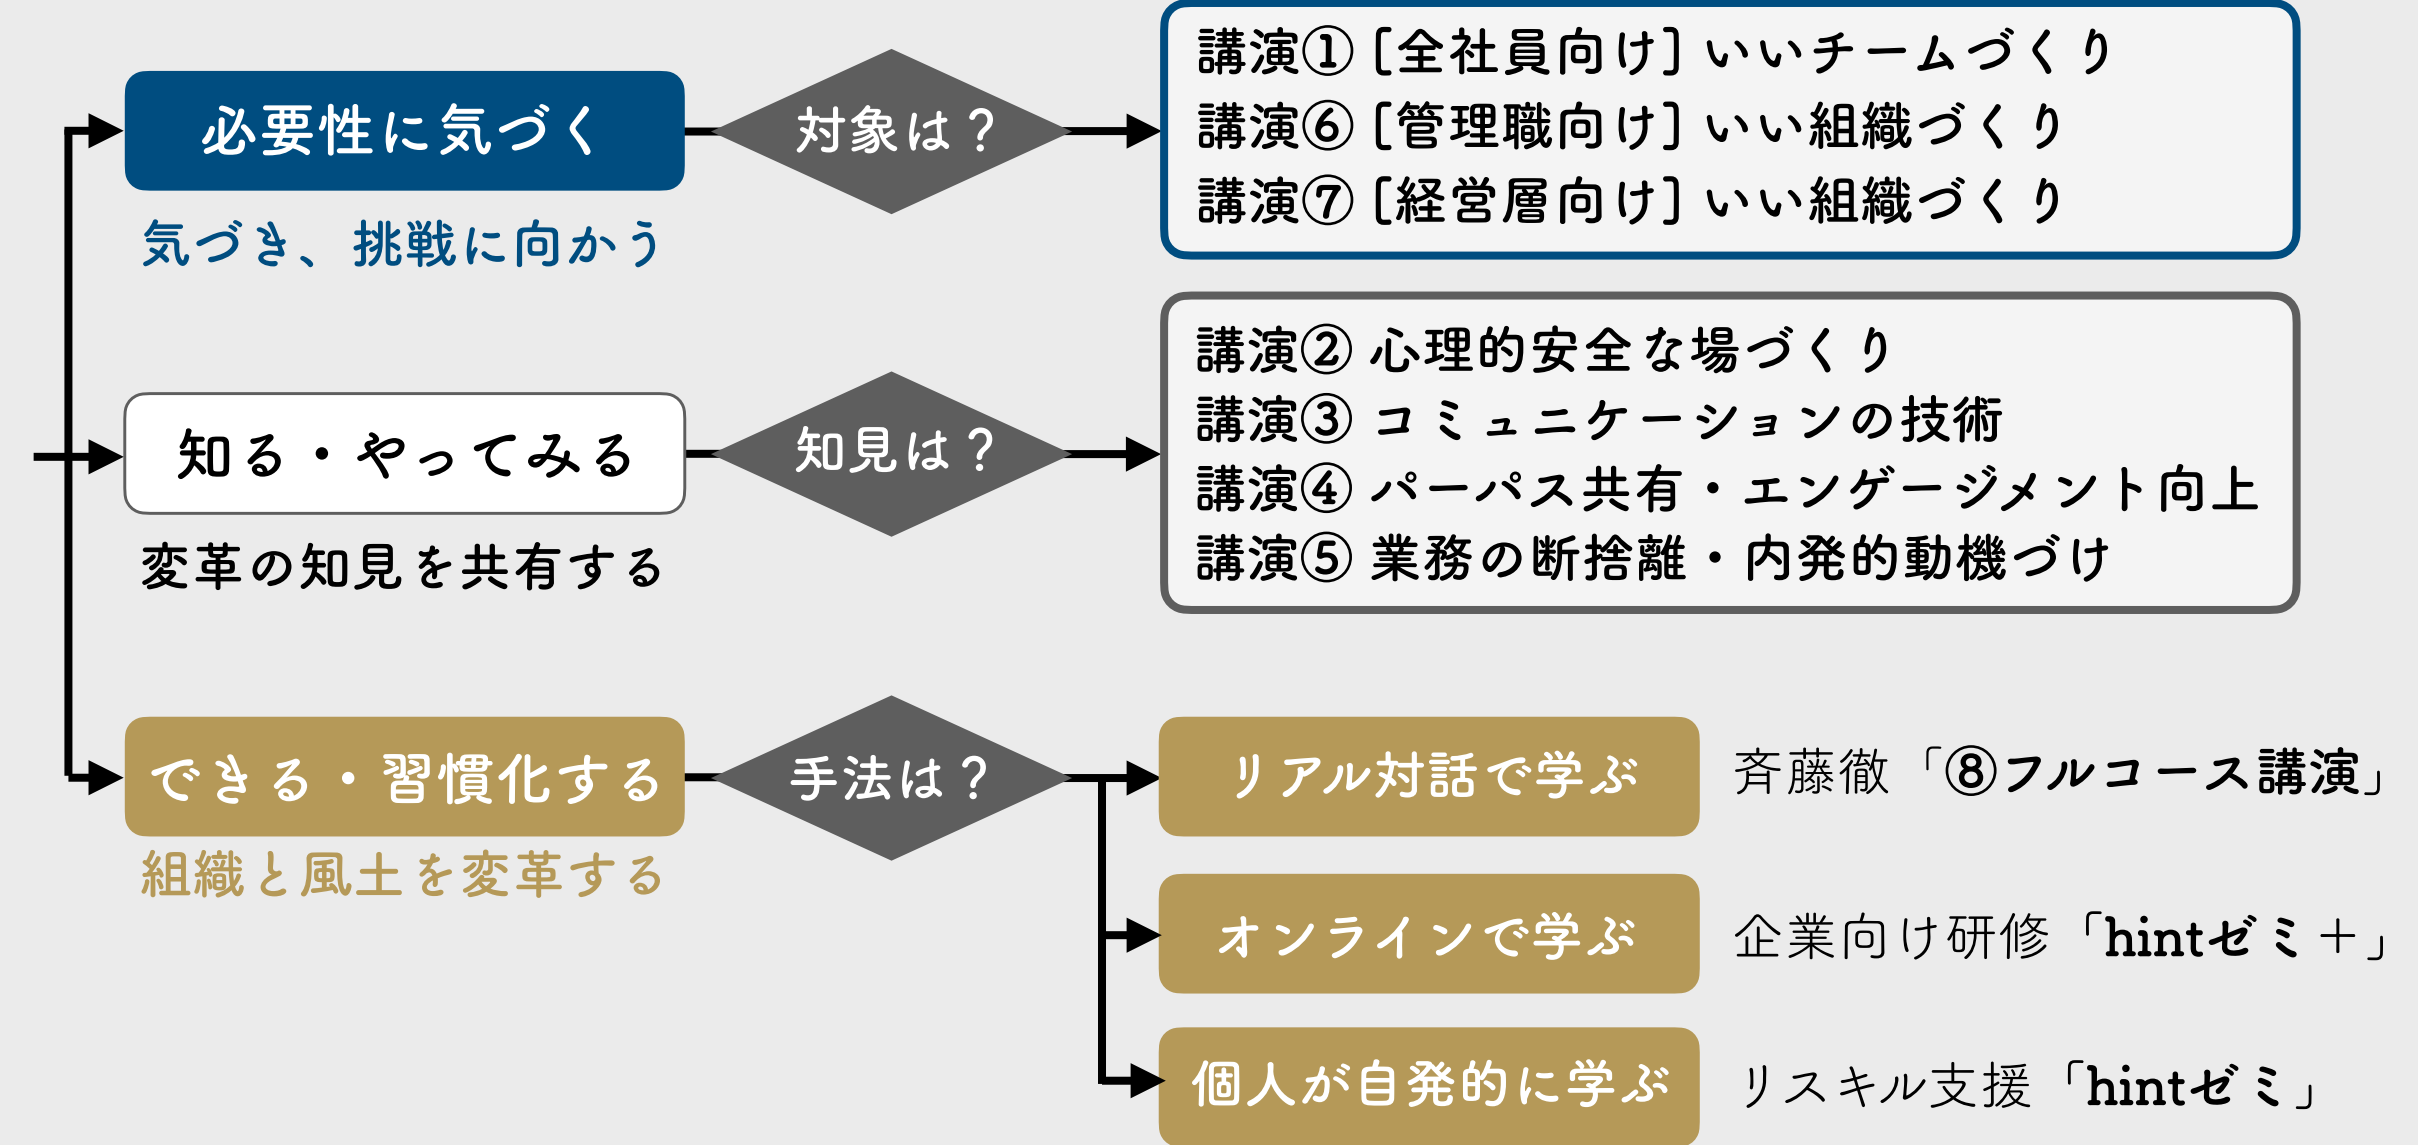 必要性に気づく
気づき、挑戦に向かう
対象は？
講演① [全社員向け] いいチームづくり
講演⑥ [管理職向け] いい組織づくり
講演⑦ [経営層向け] いい組織づくり
知る・やってみる
変革の知見を共有する
知見は？
講演② 心理的安全な場づくり
講演③ コミュニケーションの技術
講演④ パーパス共有・エンゲージメント向上
講演⑤ 業務の断捨離・内発的動機づけ
できる・習慣化する
組織と風土を変革する
手法は？
リアル対話で学ぶ
斉藤徹「⑧フルコース講演」
オンラインで学ぶ
企業向け研修「hintゼミ＋」
個人が自発的に学ぶ
リスキル支援「hintゼミ」